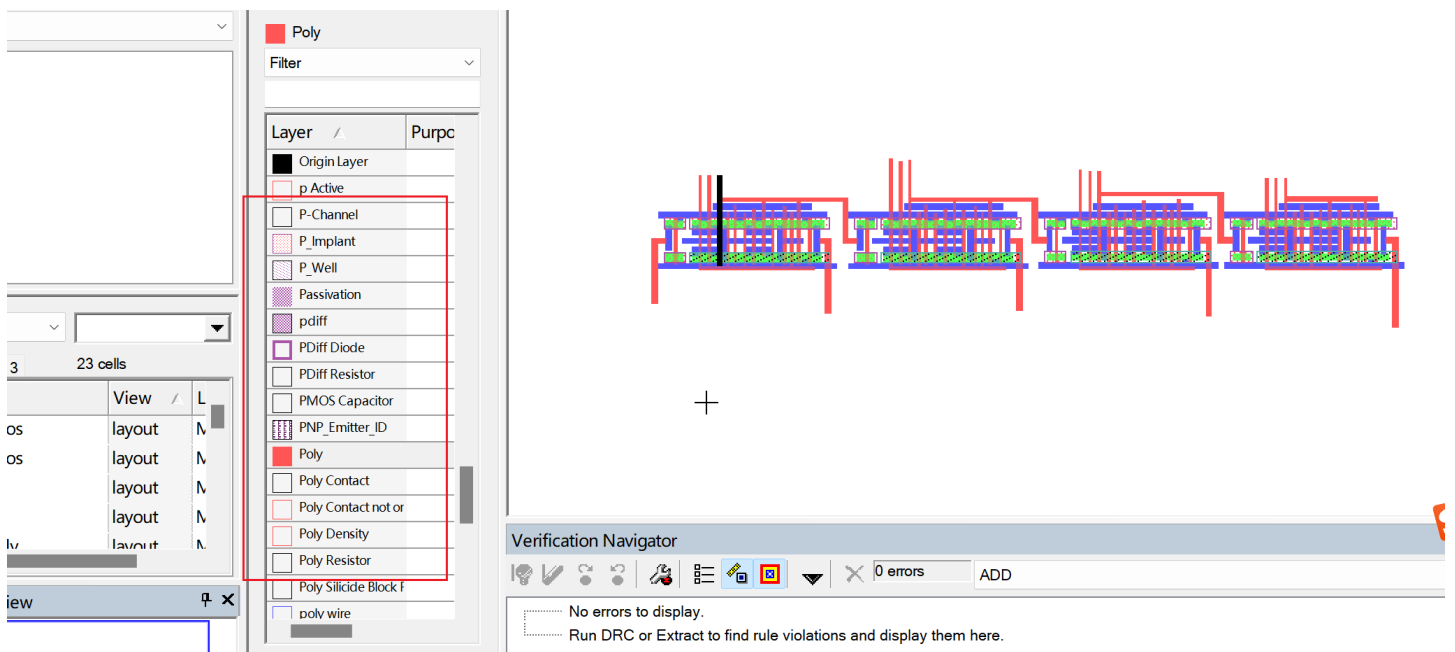 Poly
Filter
Layer Purpo
Origin Layer
p Active
P-Channel
P_Implant
P_Well
Passivation
pdiff
PDiff Diode
PDiff Resistor
PMOS Capacitor
PNP_Emitter_ID
Poly
Poly Contact
Poly Contact not or
Poly Density
Poly Resistor
Poly Silicide Block F
poly wire
3 23 cells
View L
os layout
os layout
layout
layout
layout
iew
Verification Navigator
0 errors ADD
No errors to display.
Run DRC or Extract to find rule violations and display them here.